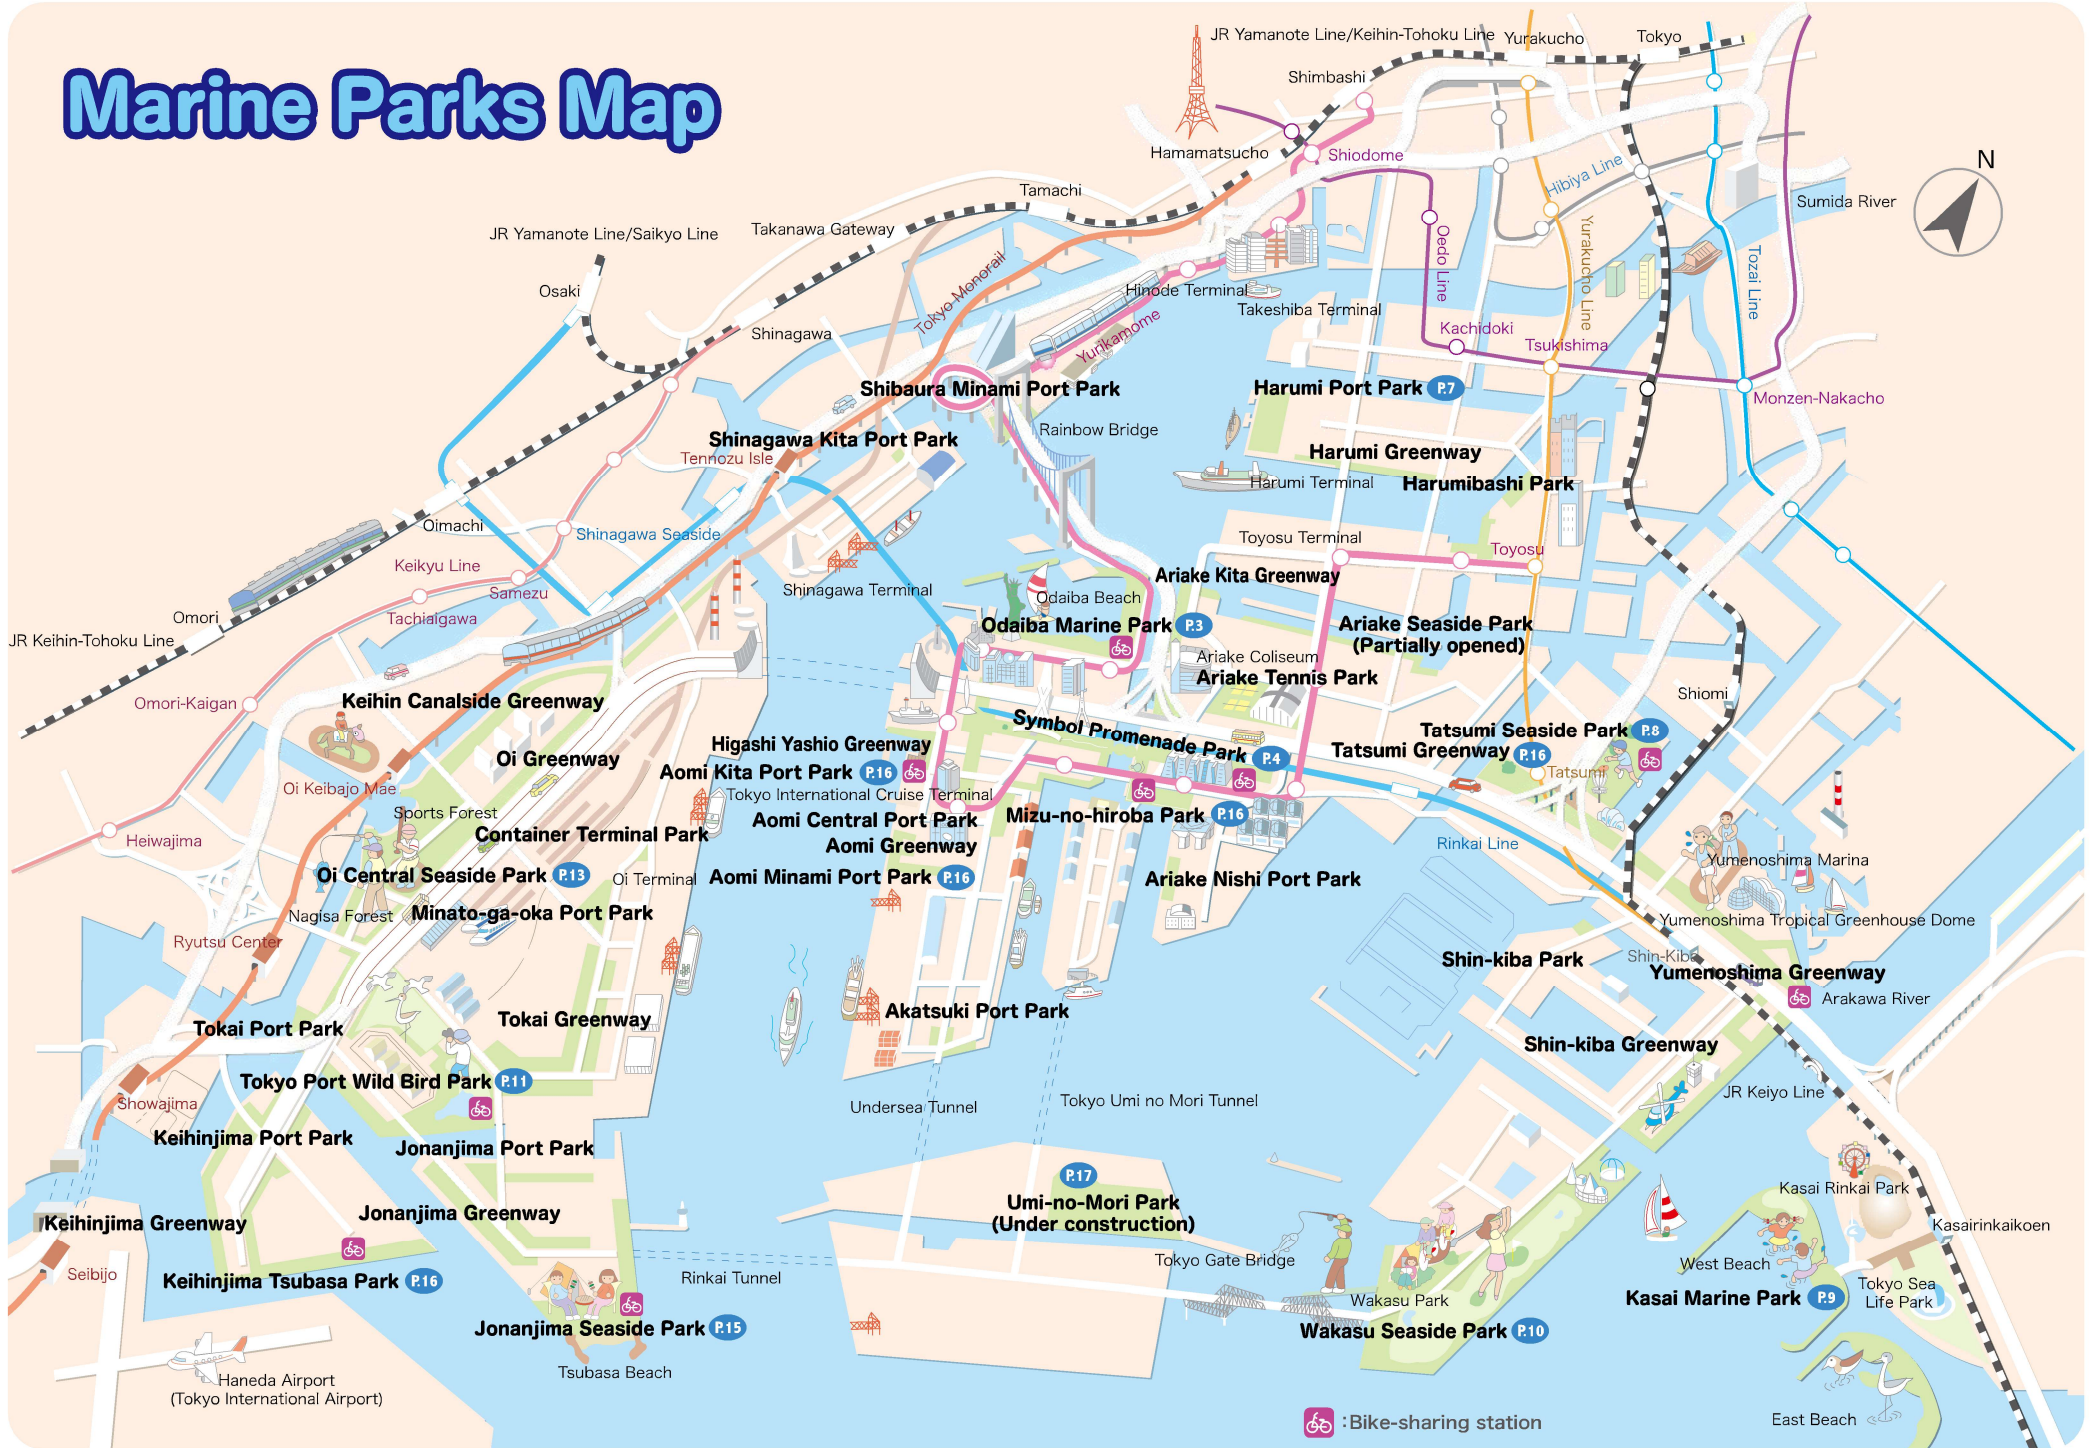 Marine Parks Map
JR Yamanote Line/Keihin-Tohoku Line
Yurakucho
Tokyo
Shimbashi
Hamamatsucho
Shiodome
Hibiya Line
N
Tamachi
Sumida River
Takanawa Gateway
JR Yamanote Line/Saikyo Line
Oedo Line
Yurakucho Line
Tozai Line
Osaki
Tokyo Monorail
Hinode Terminal
Takeshiba Terminal
Shinagawa
Yurikamome
Kachidoki
Tsukishima
Shibaura Minami Port Park
Harumi Port Park P.7
Monzen-Nakacho
Rainbow Bridge
Shinagawa Kita Port Park
Tennozu Isle
Harumi Greenway
Harumi Terminal
Harumibashi Park
Oimachi
Shinagawa Seaside
Toyosu Terminal
Toyosu
Keikyu Line
Samezu
Shinagawa Terminal
Ariake Kita Greenway
Odaiba Beach
Omori
Tachiaigawa
JR Keihin-Tohoku Line
Odaiba Marine Park P.3
Ariake Seaside Park
(Partially opened)
Ariake Coliseum
Ariake Tennis Park
Shiomi
Omori-Kaigan
Keihin Canalside Greenway
Symbol Promenade Park P.4
Tatsumi Seaside Park P.8
Tatsumi Greenway P.16
Tatsumi
Higashi Yashio Greenway
Oi Greenway
Aomi Kita Port Park P.16
Oi Keibajo Mae
Tokyo International Cruise Terminal
Sports Forest
Aomi Central Port Park
Mizu-no-hiroba Park P.16
Container Terminal Park
Heiwajima
Aomi Greenway
Rinkai Line
Yumenoshima Marina
Oi Central Seaside Park P.13
Oi Terminal
Aomi Minami Port Park P.16
Ariake Nishi Port Park
Nagisa Forest
Minato-ga-oka Port Park
Yumenoshima Tropical Greenhouse Dome
Ryutsu Center
Shin-kiba Park
Shin-Kiba
Yumenoshima Greenway
Arakawa River
Akatsuki Port Park
Tokai Port Park
Tokai Greenway
Shin-kiba Greenway
Tokyo Port Wild Bird Park P.11
JR Keiyo Line
Showajima
Undersea Tunnel
Tokyo Umi no Mori Tunnel
Keihinjima Port Park
Jonanjima Port Park
P.17
Umi-no-Mori Park
(Under construction)
Kasai Rinkai Park
Keihinjima Greenway
Jonanjima Greenway
Kasairinkaikoen
Tokyo Gate Bridge
West Beach
Seibijo
Keihinjima Tsubasa Park P.16
Rinkai Tunnel
Wakasu Park
Kasai Marine Park P.9
Tokyo Sea
Life Park
Jonanjima Seaside Park P.15
Wakasu Seaside Park P.10
Tsubasa Beach
Haneda Airport
(Tokyo International Airport)
East Beach
:Bike-sharing station